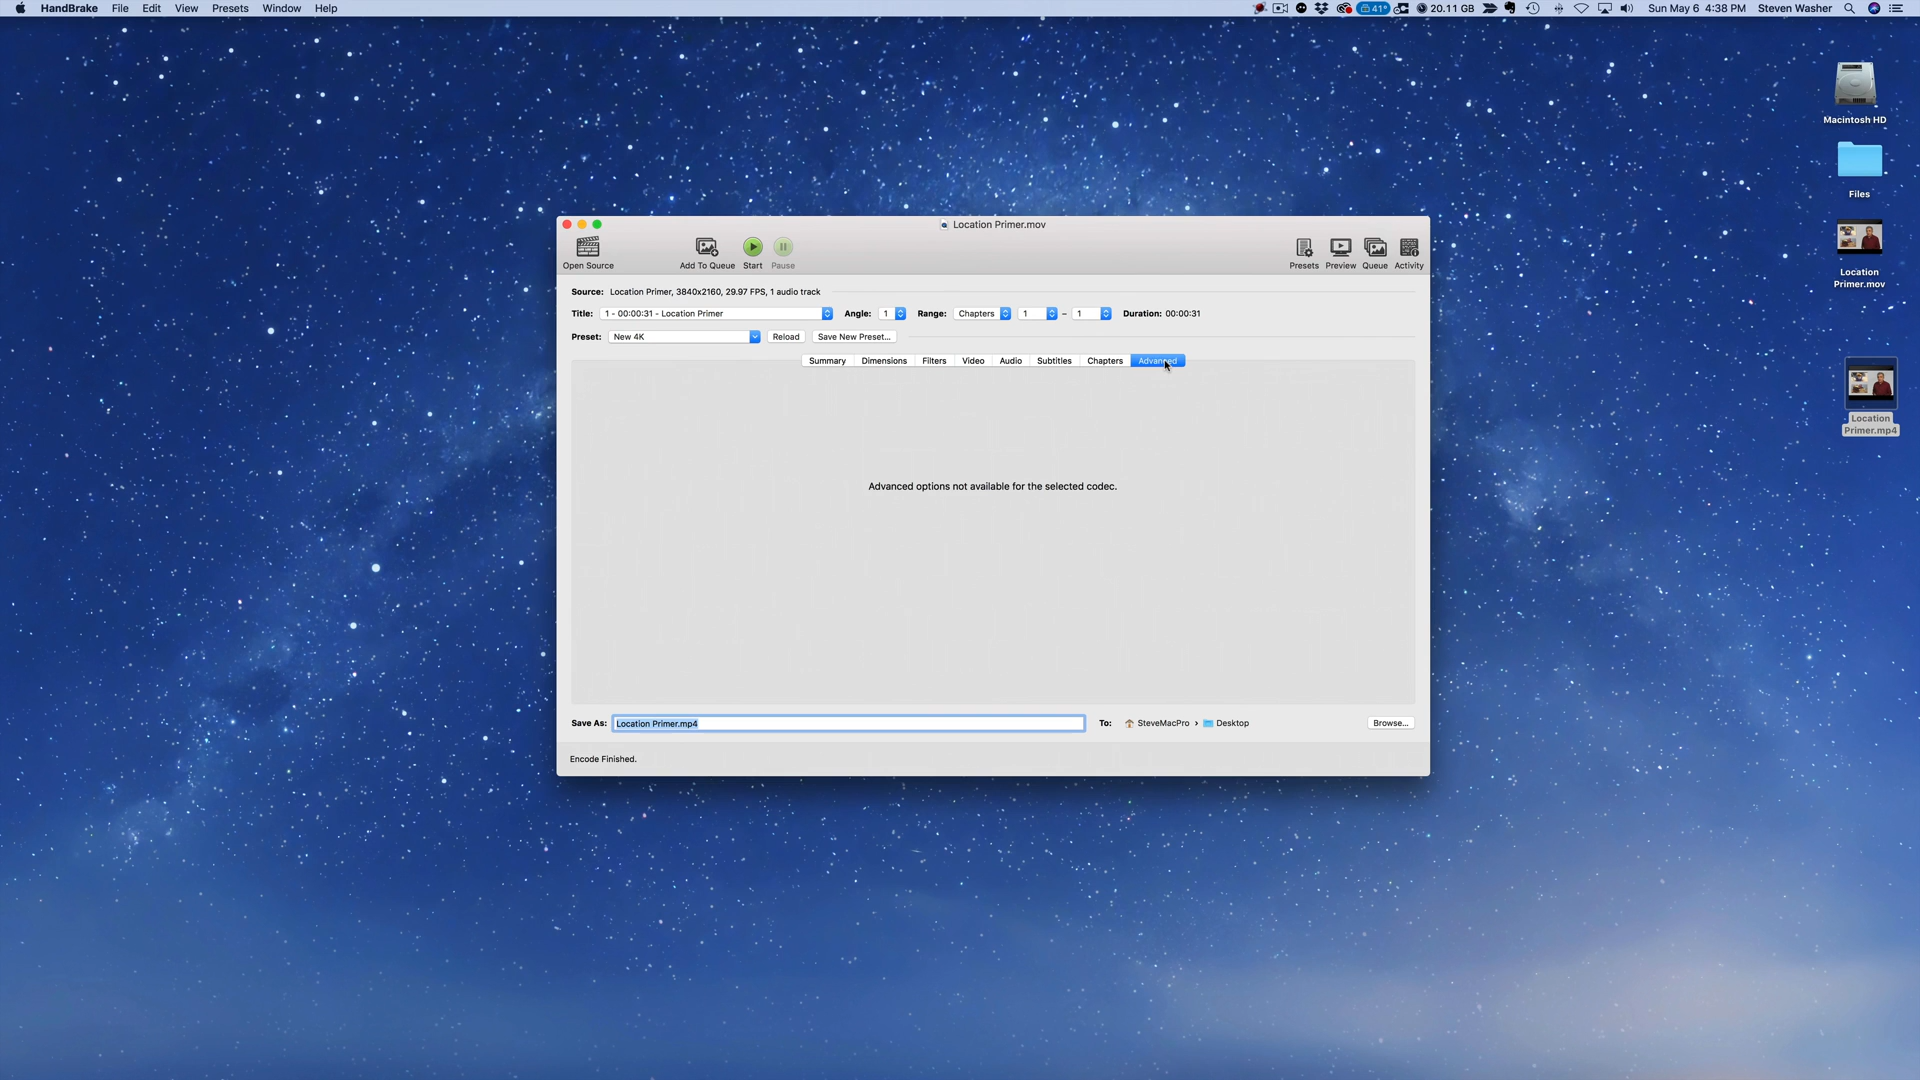 HandBrake File Edit View Presets Window Help 41° 20.11 GB Sun May 6 4:38 PM Steven Washer
Macintosh HD
Files
Location
Primer.mov
Location
Primer.mp4
Location Primer.mov
Open Source Add To Queue Start Pause Presets Preview Queue Activity
Source: Location Primer, 3840x2160, 29.97 FPS, 1 audio track
Title: 1 - 00:00:31 - Location Primer Angle: 1 Range: Chapters 1 – 1 Duration: 00:00:31
Preset: New 4K Reload Save New Preset...
Summary Dimensions Filters Video Audio Subtitles Chapters Advanced
Advanced options not available for the selected codec.
Save As: Location Primer.mp4 To: SteveMacPro › Desktop Browse...
Encode Finished.